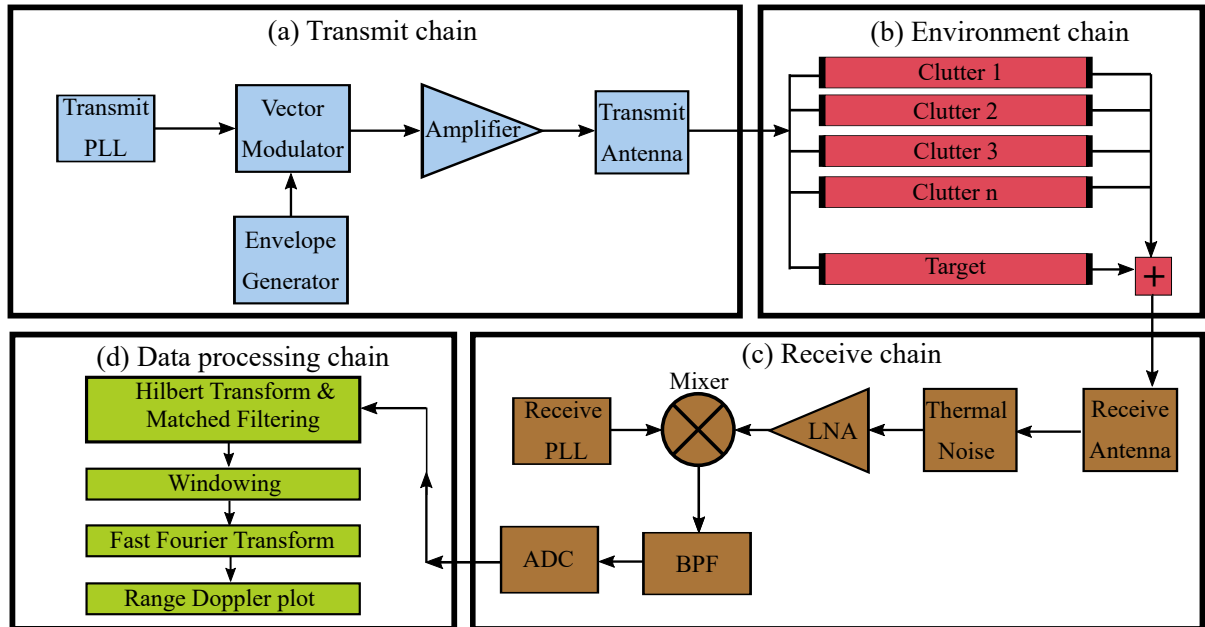 (a) Transmit chain
Transmit
PLL
Vector
Modulator
Amplifier
Transmit
Antenna
Envelope
Generator
(b) Environment chain
Clutter 1
Clutter 2
Clutter 3
Clutter n
Target
+
(c) Receive chain
Mixer
Receive
PLL
LNA
Thermal
Noise
Receive
Antenna
ADC
BPF
(d) Data processing chain
Hilbert Transform &
Matched Filtering
Windowing
Fast Fourier Transform
Range Doppler plot